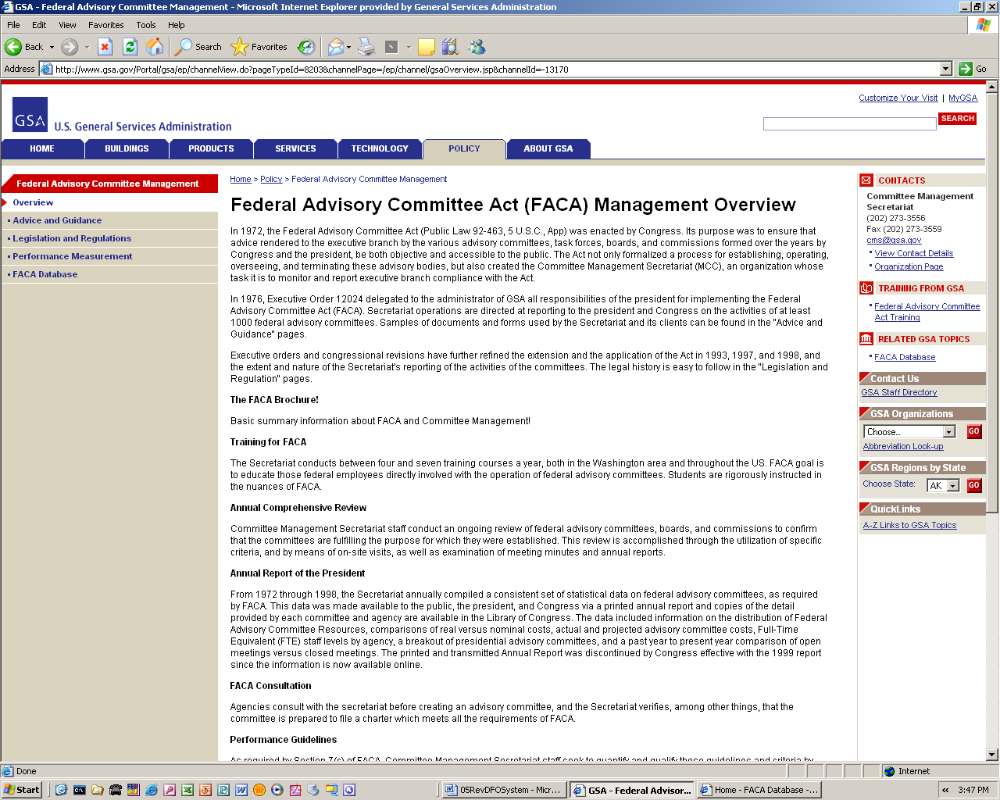 GSA - Federal Advisory Committee Management - Microsoft Internet Explorer provided by General Services Administration
File Edit View Favorites Tools Help
Back Search Favorites
Address http://www.gsa.gov/Portal/gsa/ep/channelView.do?pageTypeId=8203&channelPage=/ep/channel/gsaOverview.jsp&channelId=-13170 Go
Customize Your Visit | MyGSA
GSA U.S. General Services Administration
SEARCH
HOME BUILDINGS PRODUCTS SERVICES TECHNOLOGY POLICY ABOUT GSA
Federal Advisory Committee Management
Overview
Advice and Guidance
Legislation and Regulations
Performance Measurement
FACA Database
Home > Policy > Federal Advisory Committee Management
Federal Advisory Committee Act (FACA) Management Overview
In 1972, the Federal Advisory Committee Act (Public Law 92-463, 5 U.S.C., App) was enacted by Congress. Its purpose was to ensure that
advice rendered to the executive branch by the various advisory committees, task forces, boards, and commissions formed over the years by
Congress and the president, be both objective and accessible to the public. The Act not only formalized a process for establishing, operating,
overseeing, and terminating these advisory bodies, but also created the Committee Management Secretariat (MCC), an organization whose
task it is to monitor and report executive branch compliance with the Act.
In 1976, Executive Order 12024 delegated to the administrator of GSA all responsibilities of the president for implementing the Federal
Advisory Committee Act (FACA). Secretariat operations are directed at reporting to the president and Congress on the activities of at least
1000 federal advisory committees. Samples of documents and forms used by the Secretariat and its clients can be found in the "Advice and
Guidance" pages.
Executive orders and congressional revisions have further refined the extension and the application of the Act in 1993, 1997, and 1998, and
the extent and nature of the Secretariat's reporting of the activities of the committees. The legal history is easy to follow in the "Legislation and
Regulation" pages.
The FACA Brochure!
Basic summary information about FACA and Committee Management!
Training for FACA
The Secretariat conducts between four and seven training courses a year, both in the Washington area and throughout the US. FACA goal is
to educate those federal employees directly involved with the operation of federal advisory committees. Students are rigorously instructed in
the nuances of FACA.
Annual Comprehensive Review
Committee Management Secretariat staff conduct an ongoing review of federal advisory committees, boards, and commissions to confirm
that the committees are fulfilling the purpose for which they were established. This review is accomplished through the utilization of specific
criteria, and by means of on-site visits, as well as examination of meeting minutes and annual reports.
Annual Report of the President
From 1972 through 1998, the Secretariat annually compiled a consistent set of statistical data on federal advisory committees, as required
by FACA. This data was made available to the public, the president, and Congress via a printed annual report and copies of the detail
provided by each committee and agency are available in the Library of Congress. The data included information on the distribution of Federal
Advisory Committee Resources, comparisons of real versus nominal costs, actual and projected advisory committee costs, Full-Time
Equivalent (FTE) staff levels by agency, a breakout of presidential advisory committees, and a past year to present year comparison of open
meetings versus closed meetings. The printed and transmitted Annual Report was discontinued by Congress effective with the 1999 report
since the information is now available online.
FACA Consultation
Agencies consult with the secretariat before creating an advisory committee, and the Secretariat verifies, among other things, that the
committee is prepared to file a charter which meets all the requirements of FACA.
Performance Guidelines
As required by Section 7(c) of FACA, Committee Management Secretariat staff seek to quantify and qualify these guidelines and criteria by
CONTACTS
Committee Management
Secretariat
(202) 273-3556
Fax (202) 273-3559
cms@gsa.gov
View Contact Details
Organization Page
TRAINING FROM GSA
Federal Advisory Committee
Act Training
RELATED GSA TOPICS
FACA Database
Contact Us
GSA Staff Directory
GSA Organizations
Choose... GO
Abbreviation Look-up
GSA Regions by State
Choose State: AK GO
QuickLinks
A-Z Links to GSA Topics
Done Internet
Start 05RevDFOSystem - Micr... GSA - Federal Advisor... Home - FACA Database -... 3:47 PM